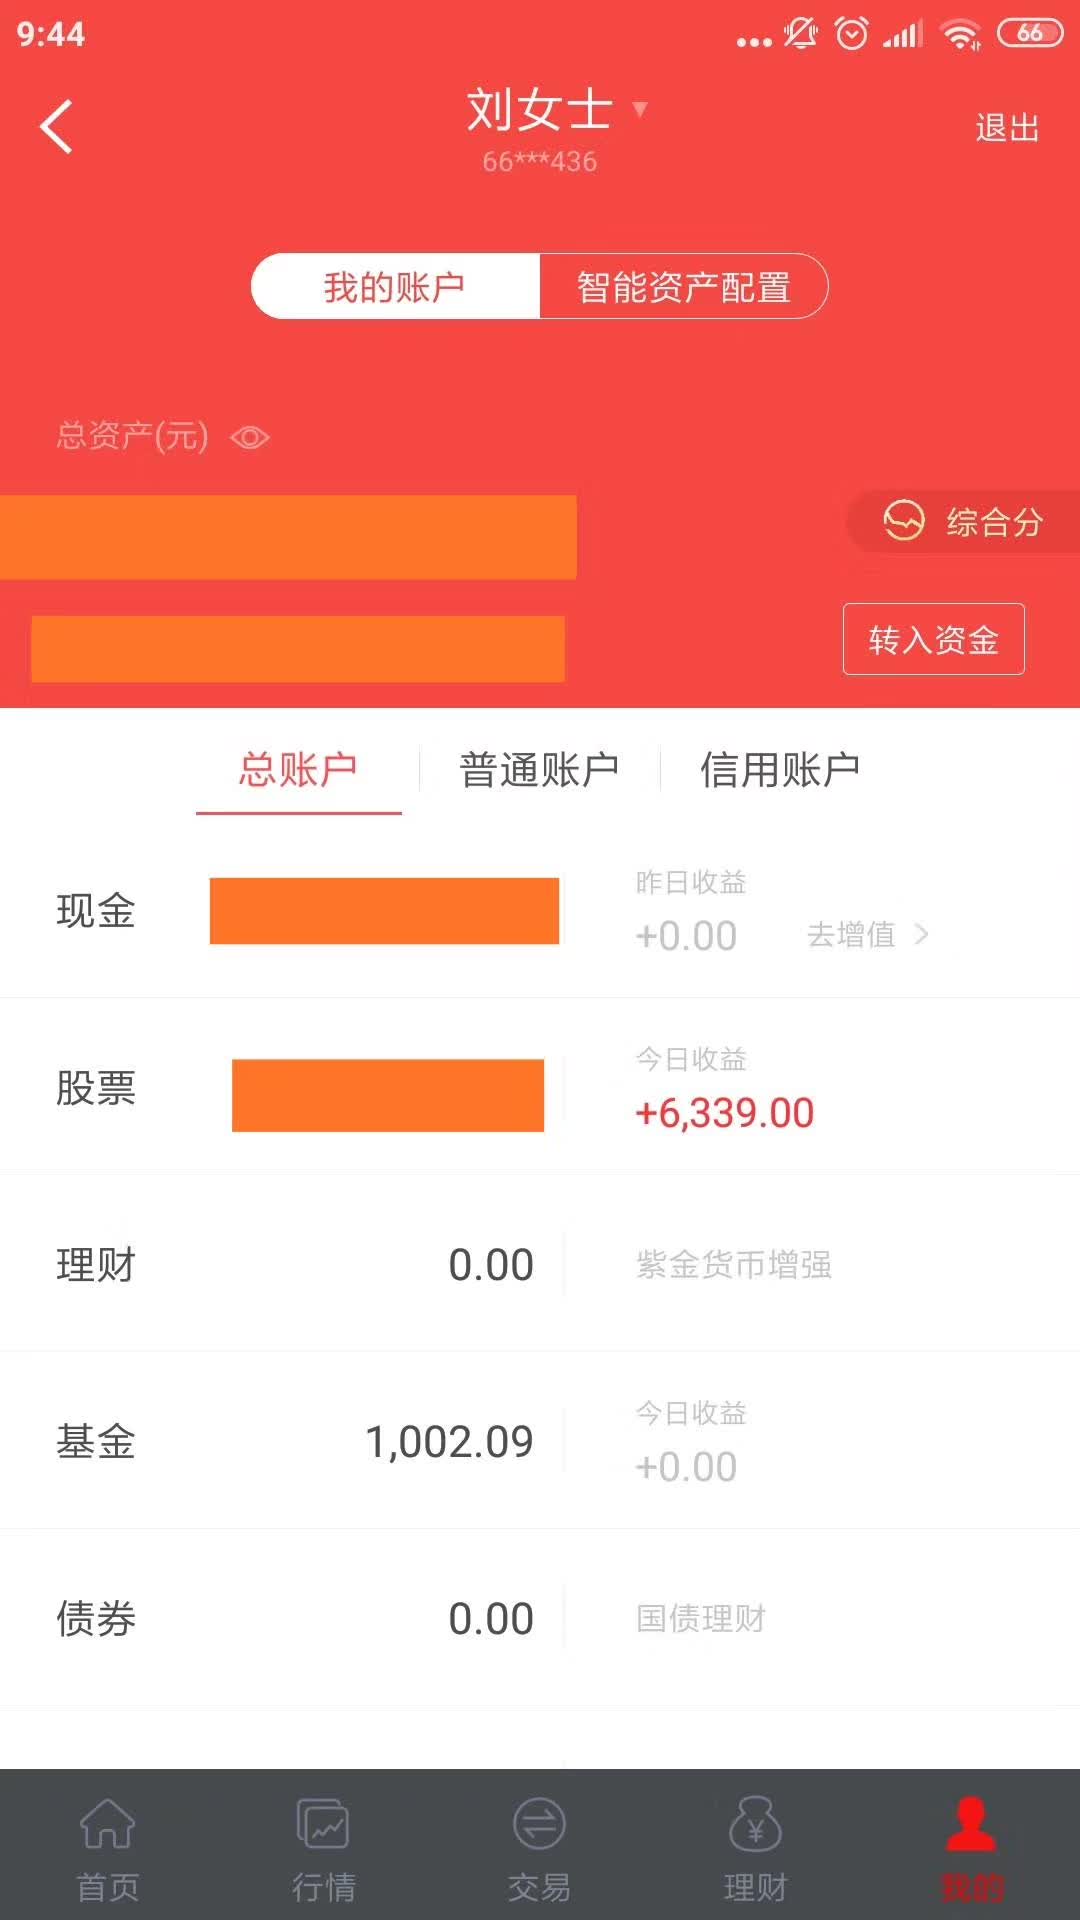 9:44
66
刘女士
66***436
退出
我的账户 智能资产配置
总资产(元)
综合分
转入资金
总账户 普通账户 信用账户
现金
昨日收益
+0.00 去增值
股票
今日收益
+6,339.00
理财 0.00 紫金货币增强
基金 1,002.09
今日收益
+0.00
债券 0.00 国债理财
首页 行情 交易 理财 我的